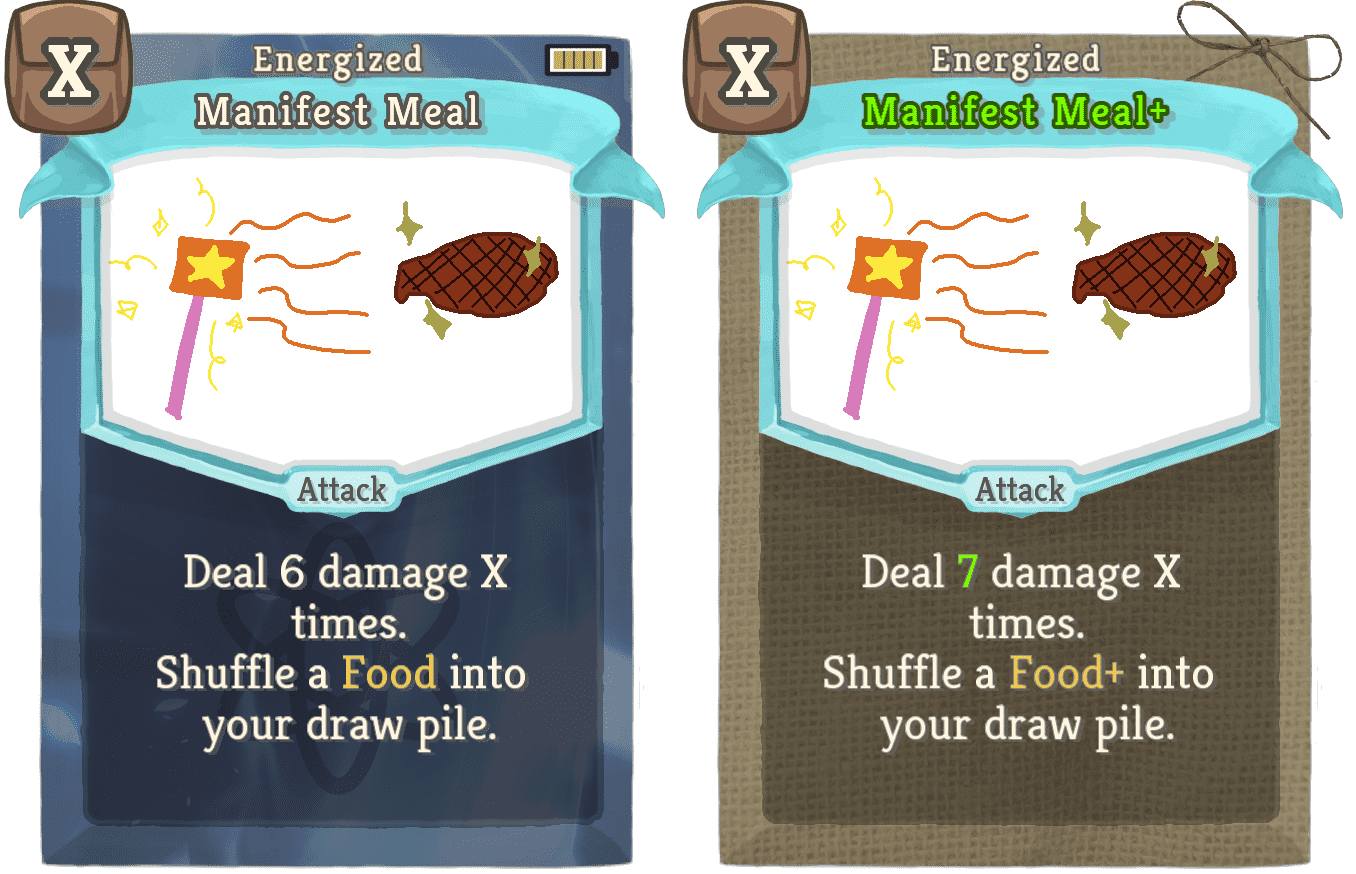 X
Energized
Manifest Meal
Attack
Deal 6 damage X
times.
Shuffle a Food into
your draw pile.
X
Energized
Manifest Meal+
Attack
Deal 7 damage X
times.
Shuffle a Food+ into
your draw pile.